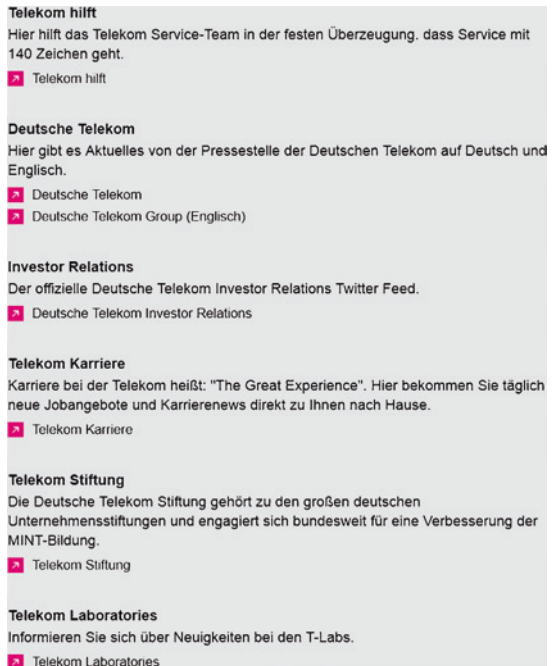 Telekom hilft
Hier hilft das Telekom Service-Team in der festen Überzeugung. dass Service mit
140 Zeichen geht.
Telekom hilft
Deutsche Telekom
Hier gibt es Aktuelles von der Pressestelle der Deutschen Telekom auf Deutsch und
Englisch.
Deutsche Telekom
Deutsche Telekom Group (Englisch)
Investor Relations
Der offizielle Deutsche Telekom Investor Relations Twitter Feed.
Deutsche Telekom Investor Relations
Telekom Karriere
Karriere bei der Telekom heißt: "The Great Experience". Hier bekommen Sie täglich
neue Jobangebote und Karrierenews direkt zu Ihnen nach Hause.
Telekom Karriere
Telekom Stiftung
Die Deutsche Telekom Stiftung gehört zu den großen deutschen
Unternehmensstiftungen und engagiert sich bundesweit für eine Verbesserung der
MINT-Bildung.
Telekom Stiftung
Telekom Laboratories
Informieren Sie sich über Neuigkeiten bei den T-Labs.
Telekom Laboratories